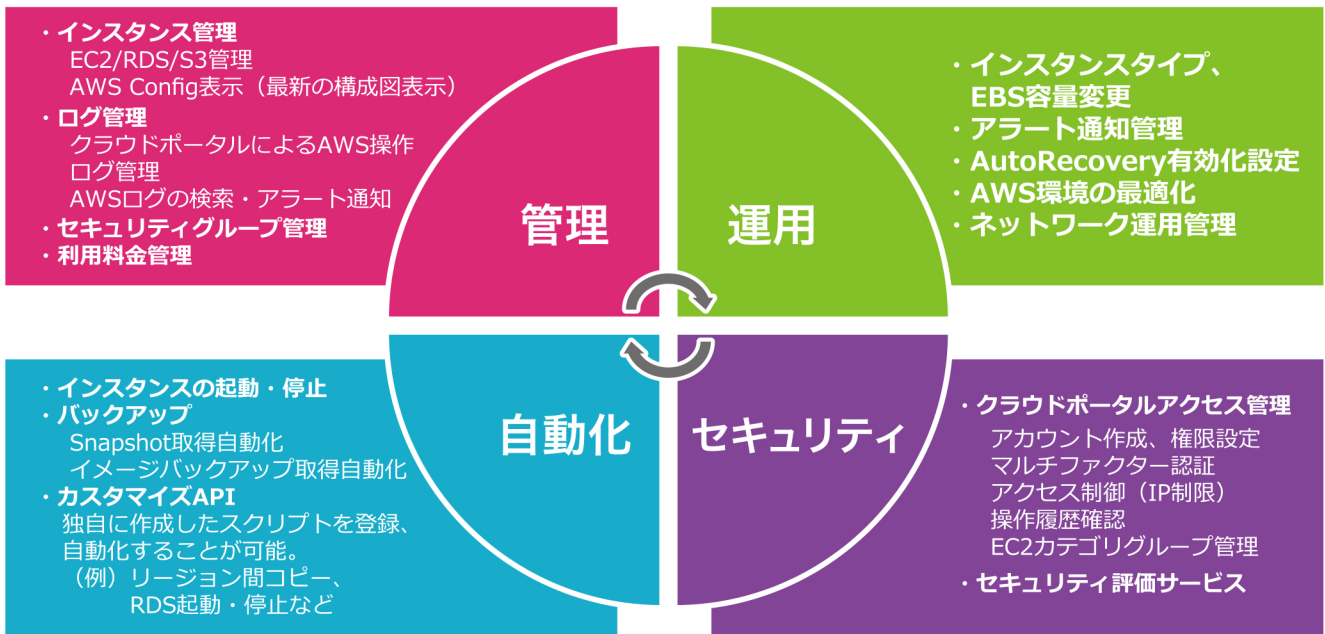 ・インスタンス管理
EC2/RDS/S3管理
AWS Config表示（最新の構成図表示）
・ログ管理
クラウドポータルによるAWS操作
ログ管理
AWSログの検索・アラート通知
・セキュリティグループ管理
・利用料金管理
管理
運用
・インスタンスタイプ、
EBS容量変更
・アラート通知管理
・AutoRecovery有効化設定
・AWS環境の最適化
・ネットワーク運用管理
・インスタンスの起動・停止
・バックアップ
Snapshot取得自動化
イメージバックアップ取得自動化
・カスタマイズAPI
独自に作成したスクリプトを登録、
自動化することが可能。
（例）リージョン間コピー、
RDS起動・停止など
自動化
セキュリティ
・クラウドポータルアクセス管理
アカウント作成、権限設定
マルチファクター認証
アクセス制御（IP制限）
操作履歴確認
EC2カテゴリグループ管理
・セキュリティ評価サービス